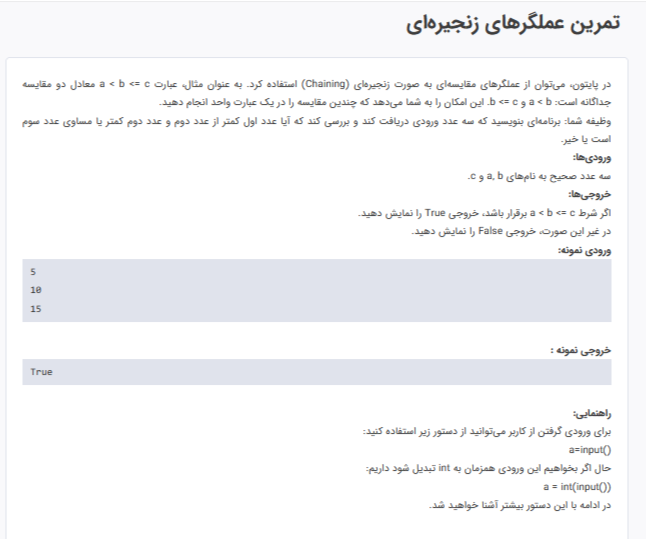 تمرین عملگرهای زنجیره‌ای
در پایتون، می‌توان از عملگرهای مقایسه‌ای به صورت زنجیره‌ای (Chaining) استفاده کرد. به عنوان مثال، عبارت a < b <= c معادل دو مقایسه
جداگانه است: a < b و b <= c. این امکان را به شما می‌دهد که چندین مقایسه را در یک عبارت واحد انجام دهید.
وظیفه شما: برنامه‌ای بنویسید که سه عدد ورودی دریافت کند و بررسی کند که آیا عدد اول کمتر از عدد دوم و عدد دوم کمتر یا مساوی عدد سوم
است یا خیر.
ورودی‌ها:
سه عدد صحیح به نام‌های a, b و c.
خروجی‌ها:
اگر شرط a < b <= c برقرار باشد، خروجی True را نمایش دهید.
در غیر این صورت، خروجی False را نمایش دهید.
ورودی نمونه:
5
10
15
خروجی نمونه :
True
راهنمایی:
برای ورودی گرفتن از کاربر می‌توانید از دستور زیر استفاده کنید:
a=input()
حال اگر بخواهیم این ورودی همزمان به int تبدیل شود داریم:
a = int(input())
در ادامه با این دستور بیشتر آشنا خواهید شد.